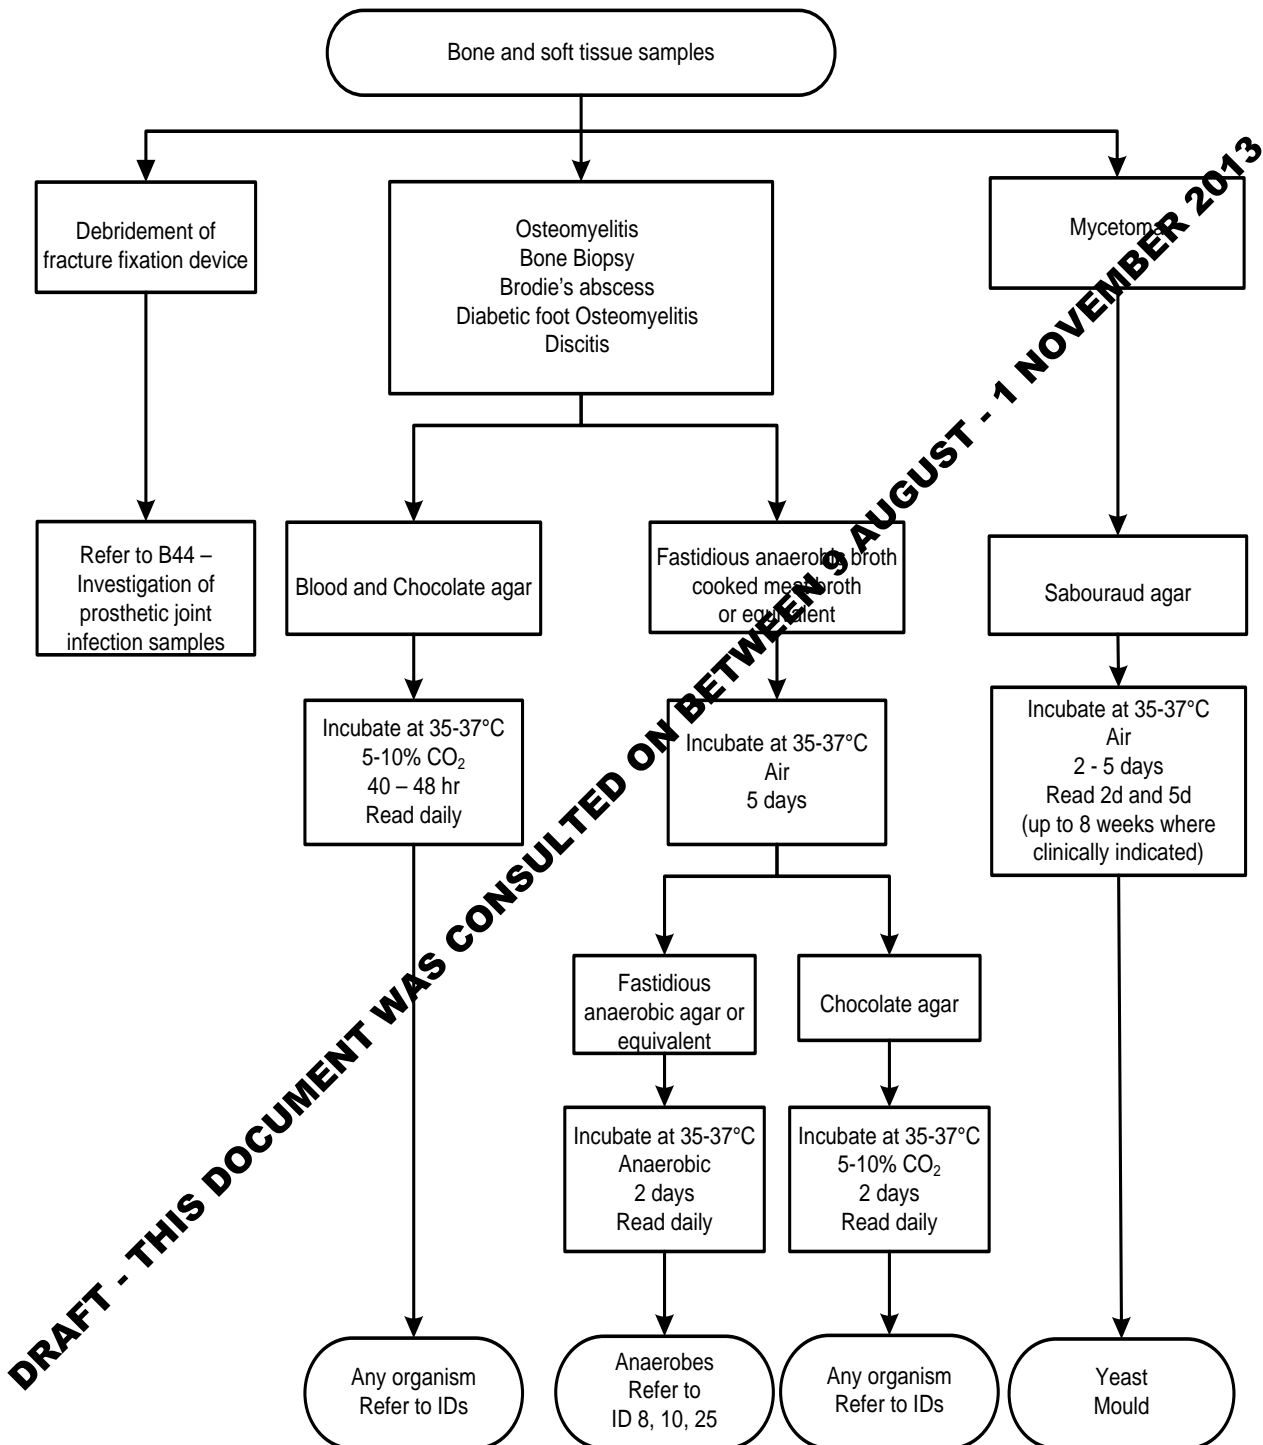 Bone and soft tissue samples
Debridement of
fracture fixation device
Osteomyelitis
Bone Biopsy
Brodie's abscess
Diabetic foot Osteomyelitis
Discitis
Mycetoma
Refer to B44 –
Investigation of
prosthetic joint
infection samples
Blood and Chocolate agar
Fastidious anaerobic broth
cooked meat broth
or equivalent
Sabouraud agar
Incubate at 35-37°C
5-10% CO₂
40 – 48 hr
Read daily
Incubate at 35-37°C
Air
5 days
Incubate at 35-37°C
Air
2 - 5 days
Read 2d and 5d
(up to 8 weeks where
clinically indicated)
Fastidious
anaerobic agar or
equivalent
Chocolate agar
Incubate at 35-37°C
Anaerobic
2 days
Read daily
Incubate at 35-37°C
5-10% CO₂
2 days
Read daily
Any organism
Refer to IDs
Anaerobes
Refer to
ID 8, 10, 25
Any organism
Refer to IDs
Yeast
Mould
DRAFT - THIS DOCUMENT WAS CONSULTED ON BETWEEN 9 AUGUST - 1 NOVEMBER 2013